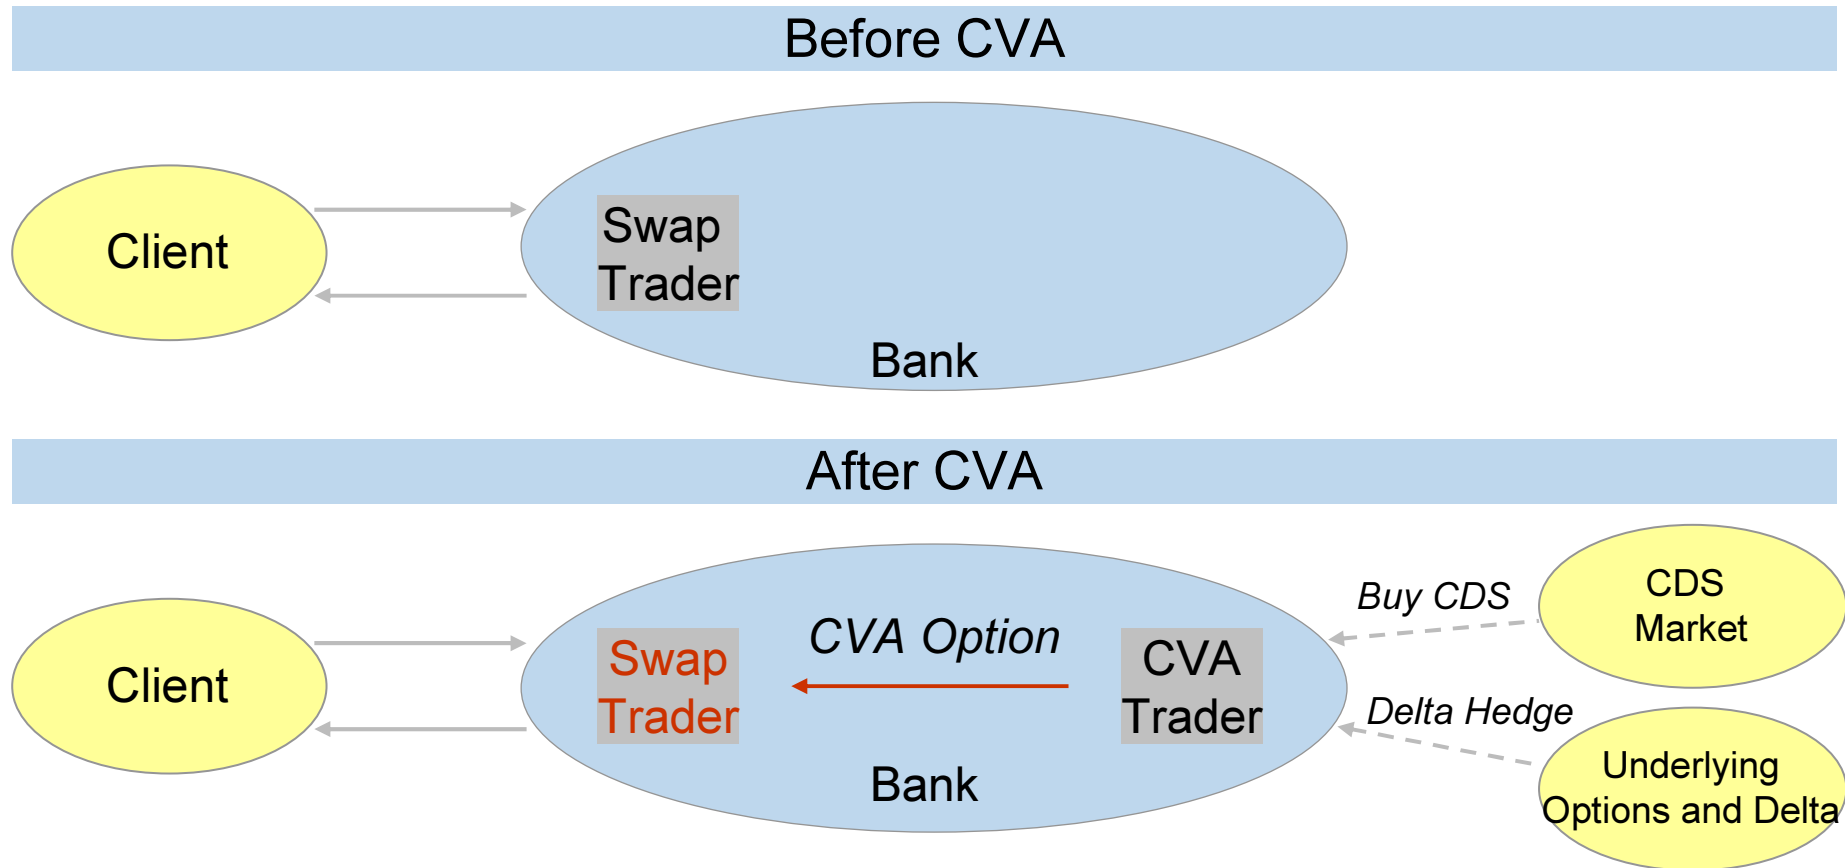 Before CVA
Client
Swap
Trader
Bank
After CVA
Client
Swap
Trader
CVA Option
CVA
Trader
Bank
Buy CDS
CDS
Market
Delta Hedge
Underlying
Options and Delta